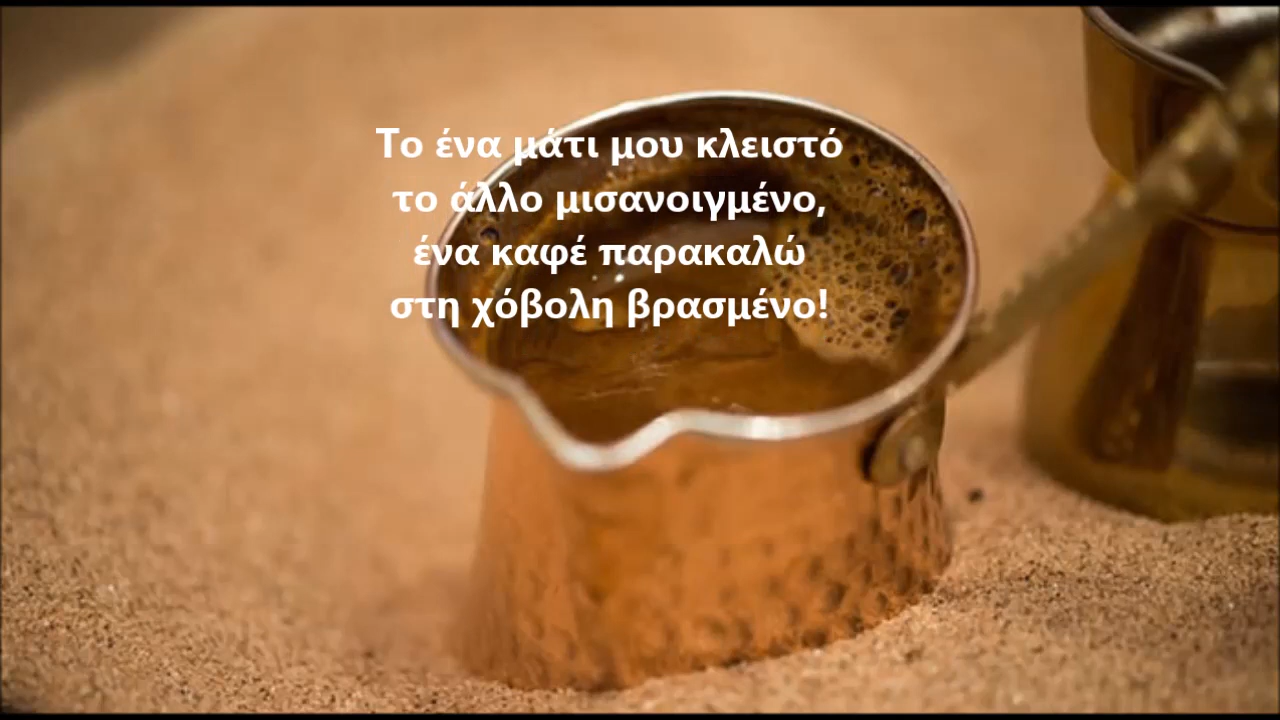 Το ένα μάτι μου κλειστό
το άλλο μισανοιγμένο,
ένα καφέ παρακαλώ
στη χόβολη βρασμένο!